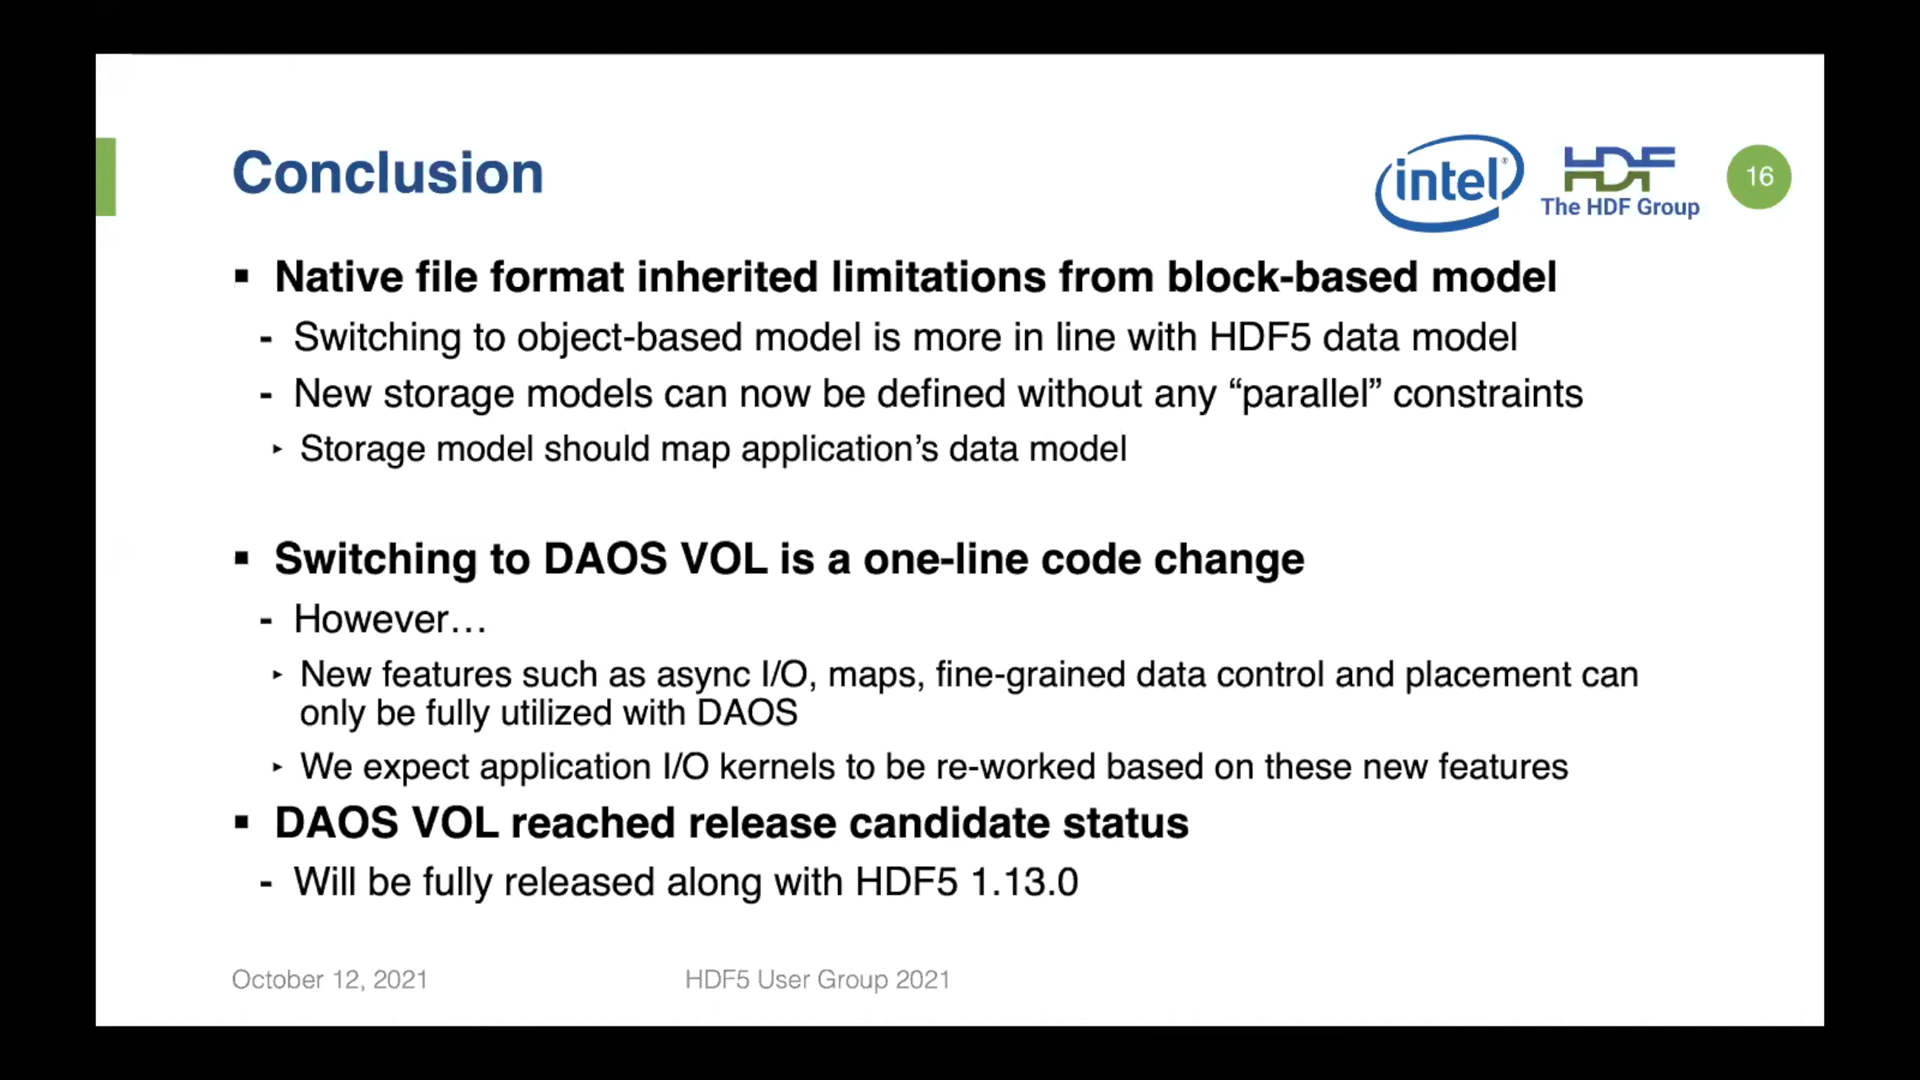 Conclusion
intel®
HDF
The HDF Group
16
▪ Native file format inherited limitations from block-based model
- Switching to object-based model is more in line with HDF5 data model
- New storage models can now be defined without any “parallel” constraints
‣ Storage model should map application’s data model
▪ Switching to DAOS VOL is a one-line code change
- However…
‣ New features such as async I/O, maps, fine-grained data control and placement can
only be fully utilized with DAOS
‣ We expect application I/O kernels to be re-worked based on these new features
▪ DAOS VOL reached release candidate status
- Will be fully released along with HDF5 1.13.0
October 12, 2021
HDF5 User Group 2021